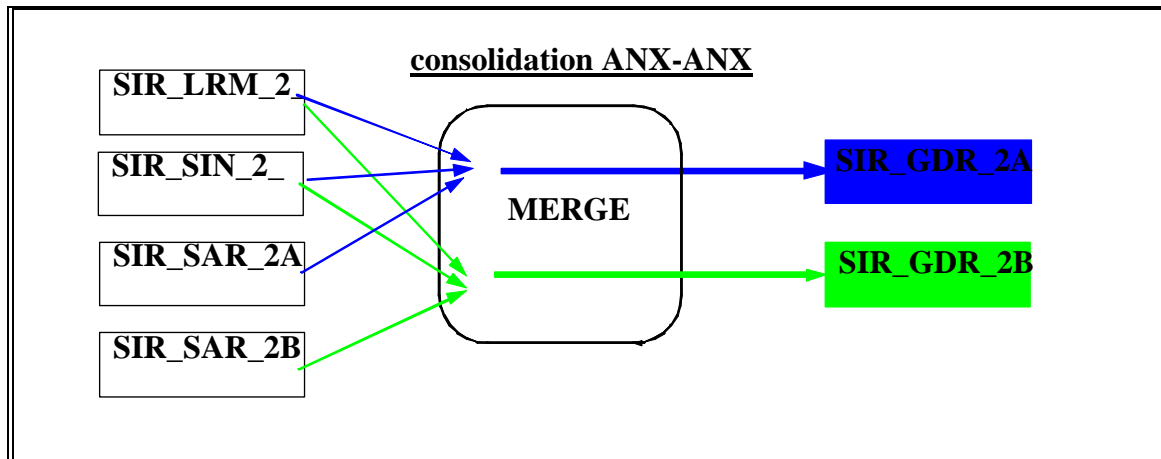 consolidation ANX-ANX
SIR_LRM_2_
SIR_SIN_2_
SIR_SAR_2A
SIR_SAR_2B
MERGE
SIR_GDR_2A
SIR_GDR_2B